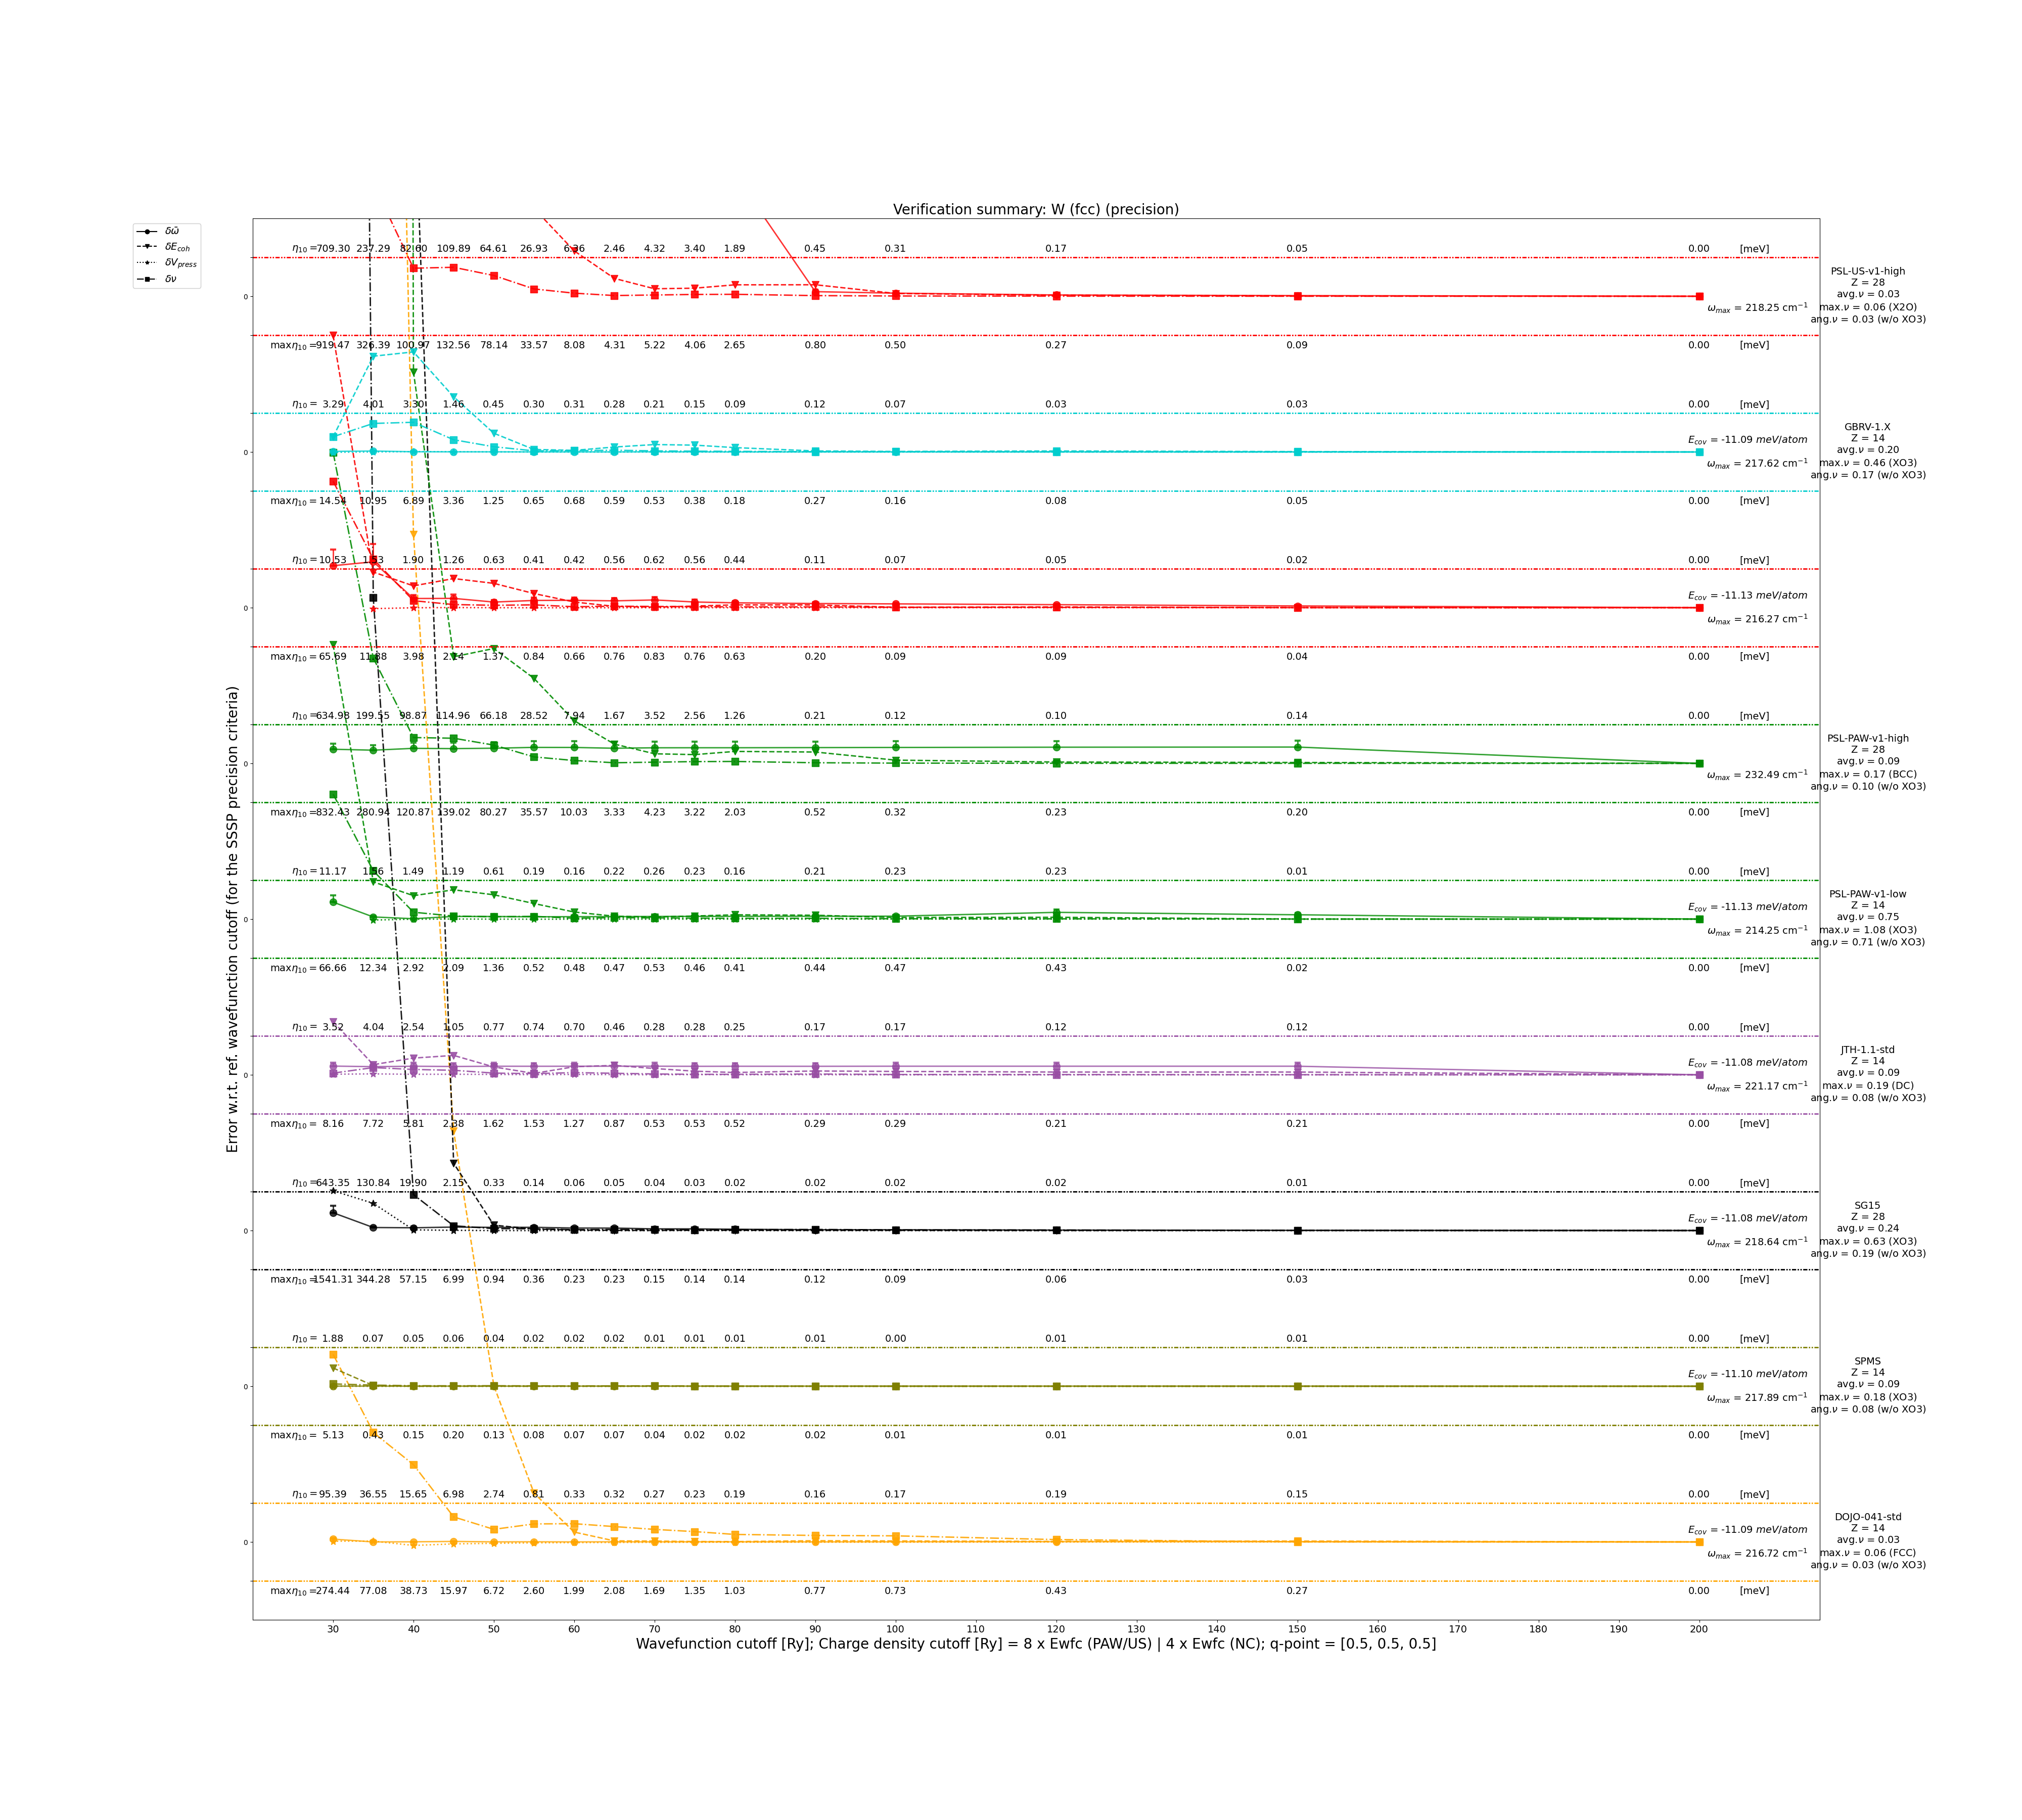 Verification summary: W (fcc) (precision)
δω̄
δE_coh
δV_press
δν
η₁₀ = 709.30 237.29 82.60 109.89 64.61 26.93 6.36 2.46 4.32 3.40 1.89 0.45 0.31 0.17 0.05 0.00 [meV]
0
ω_max = 218.25 cm⁻¹
PSL-US-v1-high
Z = 28
avg.ν = 0.03
max.ν = 0.06 (X2O)
ang.ν = 0.03 (w/o XO3)
maxη₁₀ = 919.47 326.39 100.97 132.56 78.14 33.57 8.08 4.31 5.22 4.06 2.65 0.80 0.50 0.27 0.09 0.00 [meV]
η₁₀ = 3.29 4.01 3.30 1.46 0.45 0.30 0.31 0.28 0.21 0.15 0.09 0.12 0.07 0.03 0.03 0.00 [meV]
0
E_cov = -11.09 meV/atom
ω_max = 217.62 cm⁻¹
GBRV-1.X
Z = 14
avg.ν = 0.20
max.ν = 0.46 (XO3)
ang.ν = 0.17 (w/o XO3)
maxη₁₀ = 14.54 10.95 6.89 3.36 1.25 0.65 0.68 0.59 0.53 0.38 0.18 0.27 0.16 0.08 0.05 0.00 [meV]
η₁₀ = 10.53 1.90 1.26 0.63 0.41 0.42 0.56 0.62 0.56 0.44 0.11 0.07 0.05 0.02 0.00 [meV]
0
E_cov = -11.13 meV/atom
ω_max = 216.27 cm⁻¹
maxη₁₀ = 65.69 3.98 1.37 0.84 0.66 0.76 0.83 0.76 0.63 0.20 0.09 0.09 0.04 0.00 [meV]
η₁₀ = 634.98 199.55 98.87 114.96 66.18 28.52 7.94 1.67 3.52 2.56 1.26 0.21 0.12 0.10 0.14 0.00 [meV]
0
ω_max = 232.49 cm⁻¹
PSL-PAW-v1-high
Z = 28
avg.ν = 0.09
max.ν = 0.17 (BCC)
ang.ν = 0.10 (w/o XO3)
maxη₁₀ = 832.43 280.94 120.87 139.02 80.27 35.57 10.03 3.33 4.23 3.22 2.03 0.52 0.32 0.23 0.20 0.00 [meV]
η₁₀ = 11.17 1.49 1.19 0.61 0.19 0.16 0.22 0.26 0.23 0.16 0.21 0.23 0.23 0.01 0.00 [meV]
0
E_cov = -11.13 meV/atom
ω_max = 214.25 cm⁻¹
PSL-PAW-v1-low
Z = 14
avg.ν = 0.75
max.ν = 1.08 (XO3)
ang.ν = 0.71 (w/o XO3)
maxη₁₀ = 66.66 12.34 2.92 2.09 1.36 0.52 0.48 0.47 0.53 0.46 0.41 0.44 0.47 0.43 0.02 0.00 [meV]
η₁₀ = 3.52 4.04 2.54 1.05 0.77 0.74 0.70 0.46 0.28 0.28 0.25 0.17 0.17 0.12 0.12 0.00 [meV]
0
E_cov = -11.08 meV/atom
ω_max = 221.17 cm⁻¹
JTH-1.1-std
Z = 14
avg.ν = 0.09
max.ν = 0.19 (DC)
ang.ν = 0.08 (w/o XO3)
maxη₁₀ = 8.16 7.72 5.81 2.38 1.62 1.53 1.27 0.87 0.53 0.53 0.52 0.29 0.29 0.21 0.21 0.00 [meV]
η₁₀ = 643.35 130.84 19.90 2.15 0.33 0.14 0.06 0.05 0.04 0.03 0.02 0.02 0.02 0.02 0.01 0.00 [meV]
0
E_cov = -11.08 meV/atom
ω_max = 218.64 cm⁻¹
SG15
Z = 28
avg.ν = 0.24
max.ν = 0.63 (XO3)
ang.ν = 0.19 (w/o XO3)
maxη₁₀ = 1541.31 344.28 57.15 6.99 0.94 0.36 0.23 0.23 0.15 0.14 0.14 0.12 0.09 0.06 0.03 0.00 [meV]
η₁₀ = 1.88 0.07 0.05 0.06 0.04 0.02 0.02 0.02 0.01 0.01 0.01 0.01 0.00 0.01 0.01 0.00 [meV]
0
E_cov = -11.10 meV/atom
ω_max = 217.89 cm⁻¹
SPMS
Z = 14
avg.ν = 0.09
max.ν = 0.18 (XO3)
ang.ν = 0.08 (w/o XO3)
maxη₁₀ = 5.13 0.43 0.15 0.20 0.13 0.08 0.07 0.07 0.04 0.02 0.02 0.02 0.01 0.01 0.01 0.00 [meV]
η₁₀ = 95.39 36.55 15.65 6.98 2.74 0.81 0.33 0.32 0.27 0.23 0.19 0.16 0.17 0.19 0.15 0.00 [meV]
0
E_cov = -11.09 meV/atom
ω_max = 216.72 cm⁻¹
DOJO-041-std
Z = 14
avg.ν = 0.03
max.ν = 0.06 (FCC)
ang.ν = 0.03 (w/o XO3)
maxη₁₀ = 274.44 77.08 38.73 15.97 6.72 2.60 1.99 2.08 1.69 1.35 1.03 0.77 0.73 0.43 0.27 0.00 [meV]
30 40 50 60 70 80 90 100 110 120 130 140 150 160 170 180 190 200
Wavefunction cutoff [Ry]; Charge density cutoff [Ry] = 8 x Ewfc (PAW/US) | 4 x Ewfc (NC); q-point = [0.5, 0.5, 0.5]
Error w.r.t. ref. wavefunction cutoff (for the SSSP precision criteria)